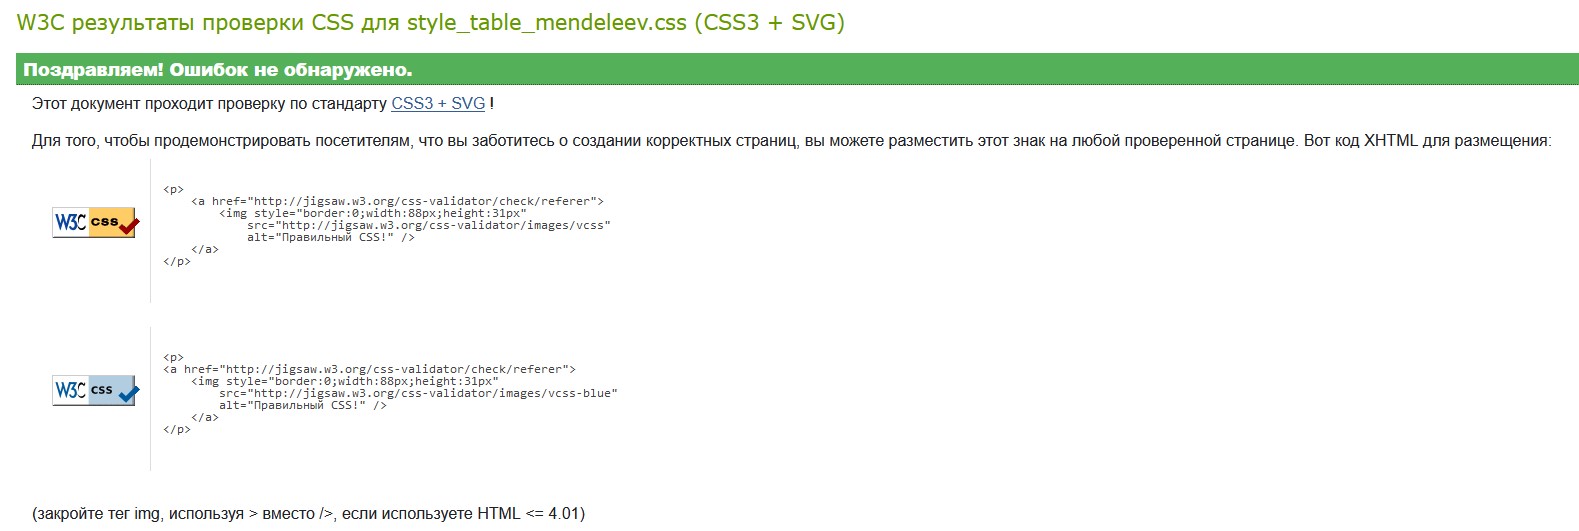 W3C результаты проверки CSS для style_table_mendeleev.css (CSS3 + SVG)
Поздравляем! Ошибок не обнаружено.
Этот документ проходит проверку по стандарту CSS3 + SVG !
Для того, чтобы продемонстрировать посетителям, что вы заботитесь о создании корректных страниц, вы можете разместить этот знак на любой проверенной странице. Вот код XHTML для размещения:
W3C css
<p>
    <a href="http://jigsaw.w3.org/css-validator/check/referer">
        <img style="border:0;width:88px;height:31px"
            src="http://jigsaw.w3.org/css-validator/images/vcss"
            alt="Правильный CSS!" />
    </a>
</p>
W3C css
<p>
<a href="http://jigsaw.w3.org/css-validator/check/referer">
    <img style="border:0;width:88px;height:31px"
        src="http://jigsaw.w3.org/css-validator/images/vcss-blue"
        alt="Правильный CSS!" />
    </a>
</p>
(закройте тег img, используя > вместо />, если используете HTML <= 4.01)